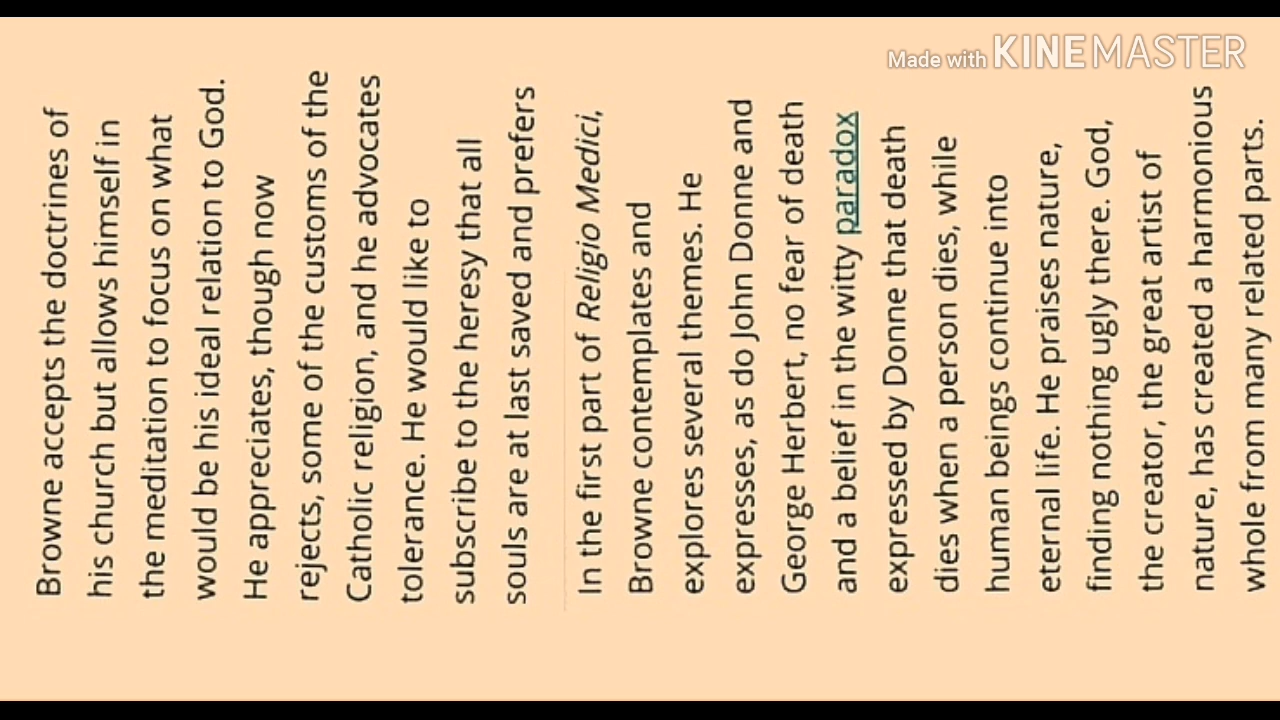 Made with KINEMASTER
Browne accepts the doctrines of
his church but allows himself in
the meditation to focus on what
would be his ideal relation to God.
He appreciates, though now
rejects, some of the customs of the
Catholic religion, and he advocates
tolerance. He would like to
subscribe to the heresy that all
souls are at last saved and prefers
In the first part of Religio Medici,
Browne contemplates and
explores several themes. He
expresses, as do John Donne and
George Herbert, no fear of death
and a belief in the witty paradox
expressed by Donne that death
dies when a person dies, while
human beings continue into
eternal life. He praises nature,
finding nothing ugly there. God,
the creator, the great artist of
nature, has created a harmonious
whole from many related parts.